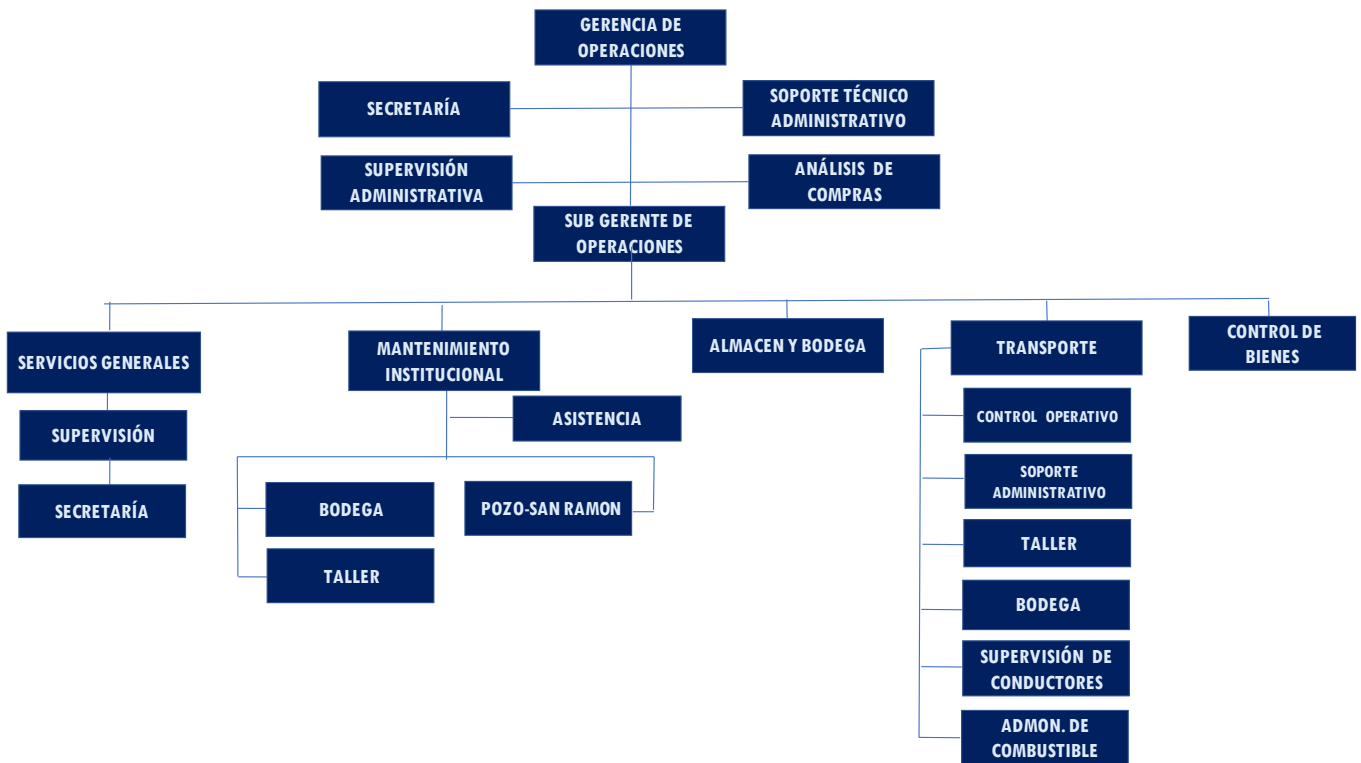 GERENCIA DE
OPERACIONES
SECRETARÍA
SOPORTE TÉCNICO
ADMINISTRATIVO
SUPERVISIÓN
ADMINISTRATIVA
ANÁLISIS DE
COMPRAS
SUB GERENTE DE
OPERACIONES
SERVICIOS GENERALES
MANTENIMIENTO
INSTITUCIONAL
ALMACEN Y BODEGA
TRANSPORTE
CONTROL DE
BIENES
SUPERVISIÓN
SECRETARÍA
ASISTENCIA
BODEGA
POZO-SAN RAMON
TALLER
CONTROL OPERATIVO
SOPORTE
ADMINISTRATIVO
TALLER
BODEGA
SUPERVISIÓN DE
CONDUCTORES
ADMON. DE
COMBUSTIBLE